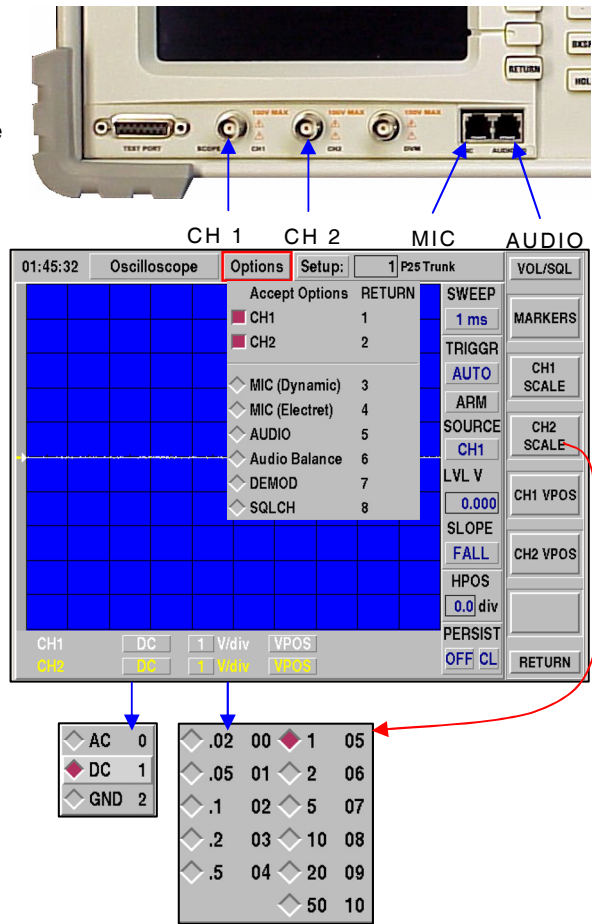 e
BKSP
RETURN
HOL
TEST PORT
SCOPE
100V MAX
CH1
100V MAX
CH2
100V MAX
DVM
CH 1 CH 2 MIC AUDIO
01:45:32 Oscilloscope Options Setup: 1 P25 Trunk VOL/SQL
Accept Options RETURN
CH1 1
CH2 2
MIC (Dynamic) 3
MIC (Electret) 4
AUDIO 5
Audio Balance 6
DEMOD 7
SQLCH 8
SWEEP
1 ms
TRIGGR
AUTO
ARM
SOURCE
CH1
LVL V
0.000
SLOPE
FALL
HPOS
0.0 div
PERSIST
OFF CL
MARKERS
CH1
SCALE
CH2
SCALE
CH1 VPOS
CH2 VPOS
RETURN
CH1 DC 1 V/div VPOS
CH2 DC 1 V/div VPOS
AC 0
DC 1
GND 2
.02 00 1 05
.05 01 2 06
.1 02 5 07
.2 03 10 08
.5 04 20 09
50 10